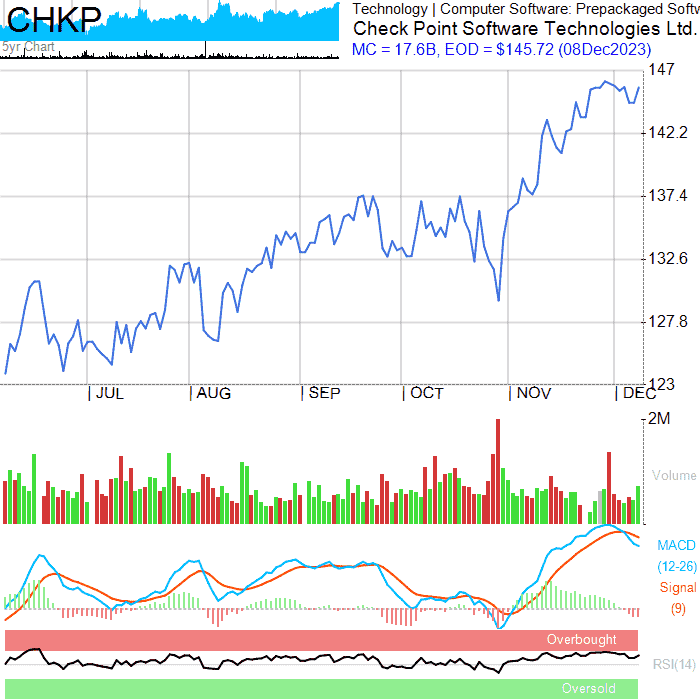 CHKP
5yr Chart
Technology | Computer Software: Prepackaged Softw
Check Point Software Technologies Ltd.
MC = 17.6B, EOD = $145.72 (08Dec2023)
147
142.2
137.4
132.6
127.8
123
JUL AUG SEP OCT NOV DEC
2M
Volume
MACD
(12-26)
Signal
(9)
Overbought
RSI(14)
Oversold